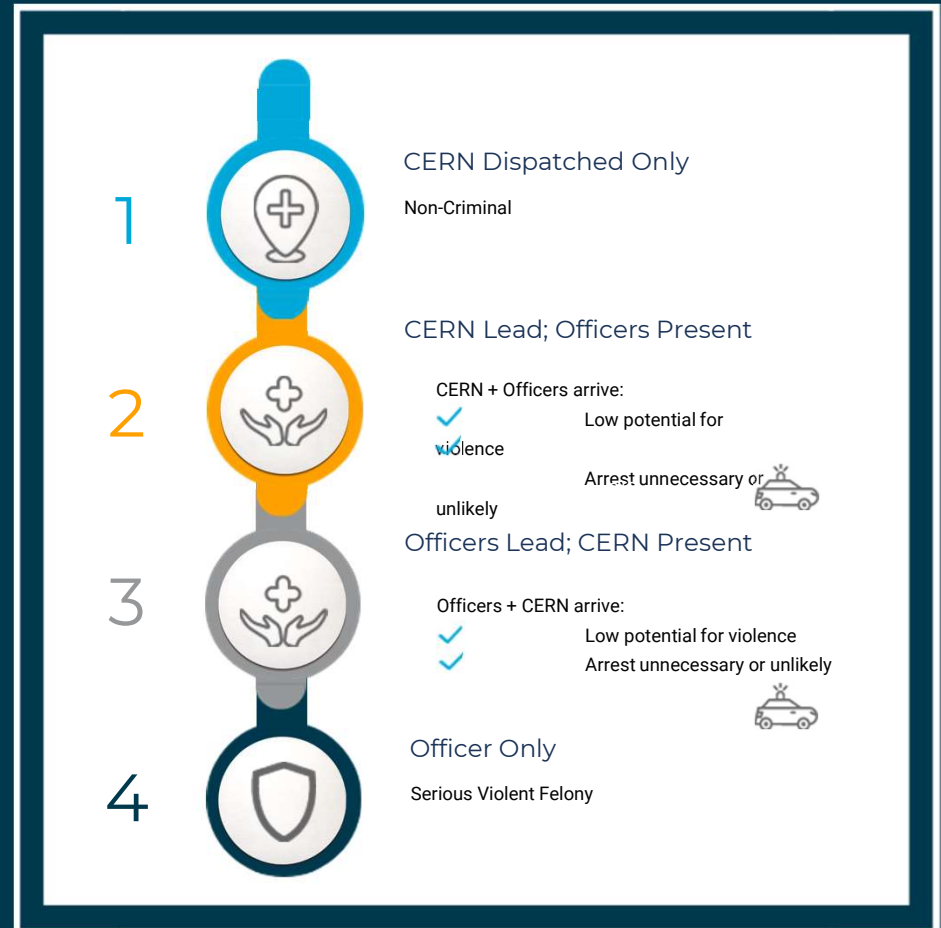 1
CERN Dispatched Only
Non-Criminal
2
CERN Lead; Officers Present
CERN + Officers arrive:
Low potential for
violence
Arrest unnecessary or
unlikely
3
Officers Lead; CERN Present
Officers + CERN arrive:
Low potential for violence
Arrest unnecessary or unlikely
4
Officer Only
Serious Violent Felony